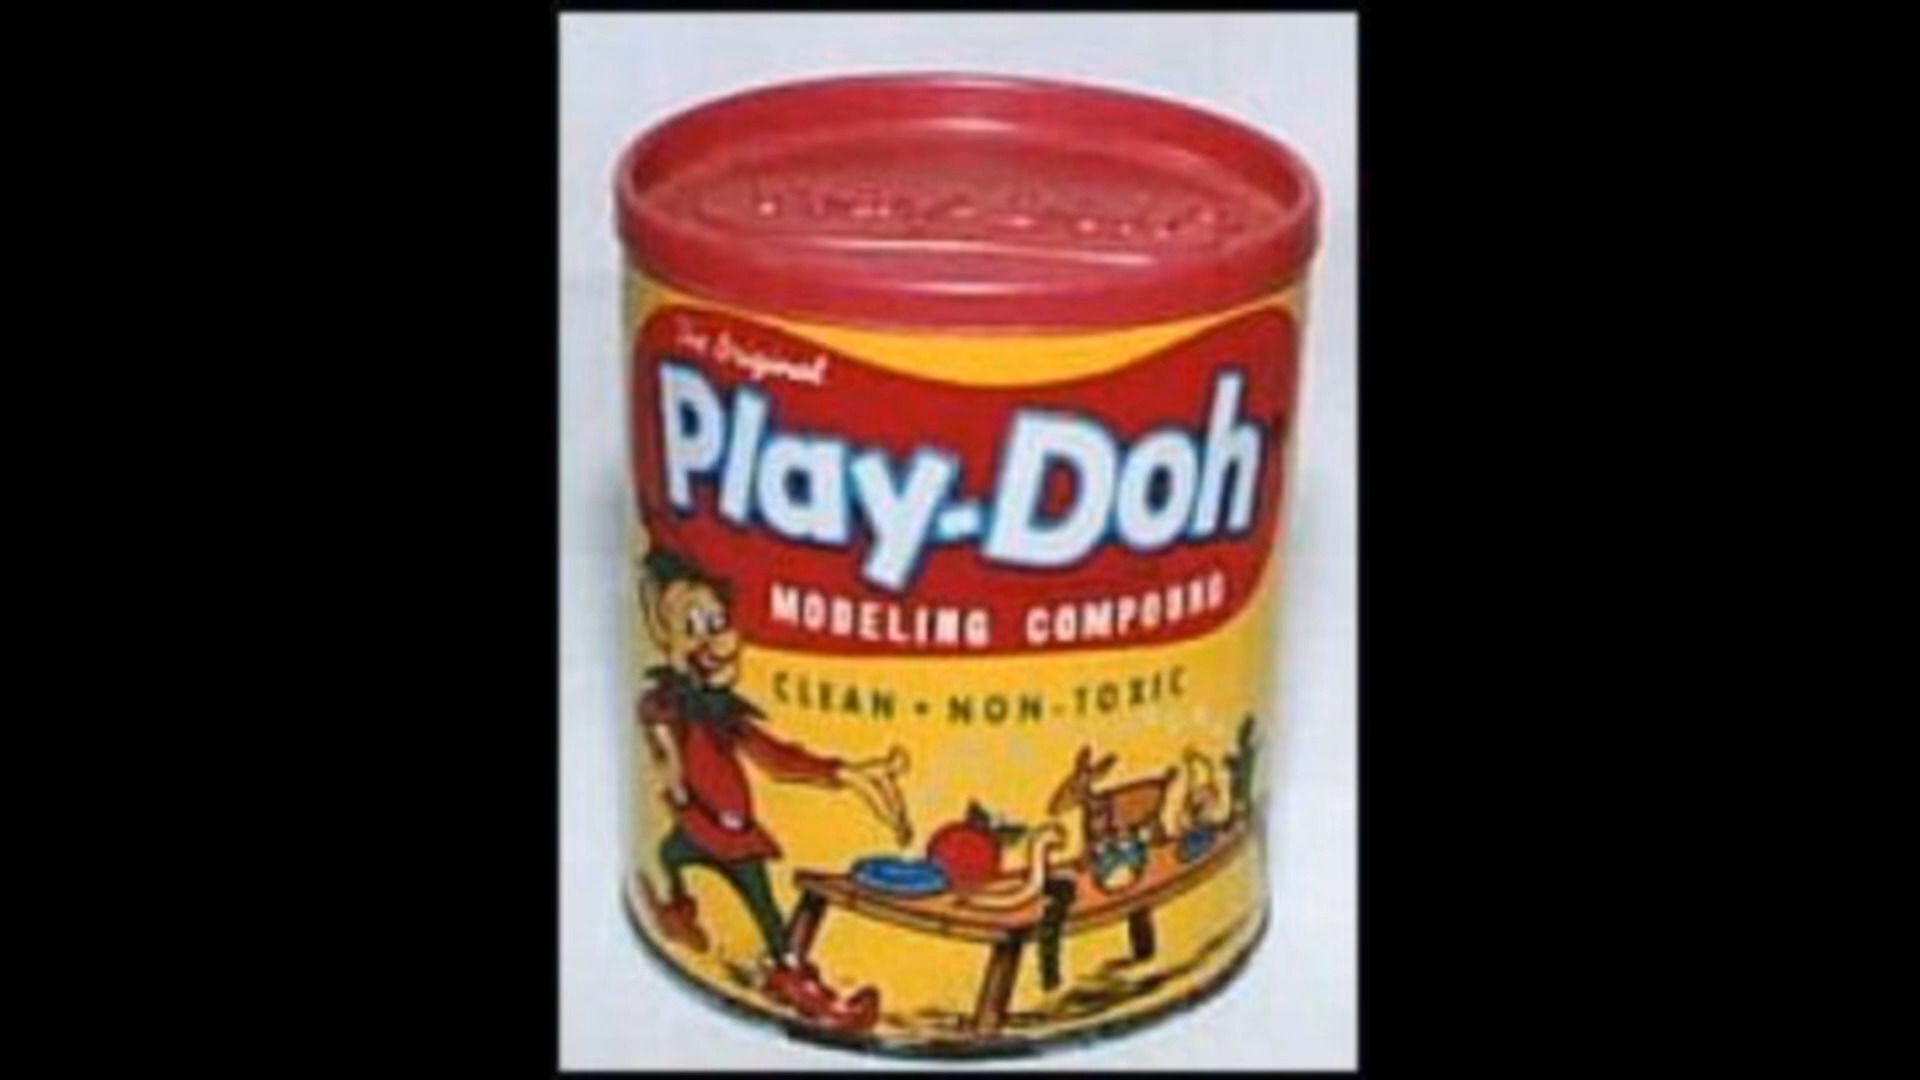 The Original
Play-Doh
MODELING COMPOUND
CLEAN • NON-TOXIC